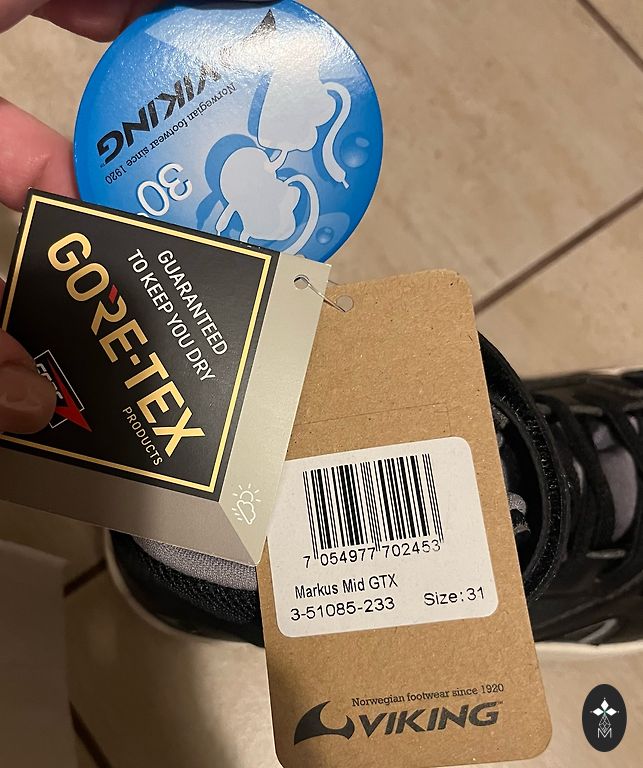 VIKING
Norwegian footwear since 1920
30
GUARANTEED
TO KEEP YOU DRY
GORE-TEX
PRODUCTS
7 054977 702453
Markus Mid GTX
3-51085-233 Size: 31
Norwegian footwear since 1920
VIKING
M